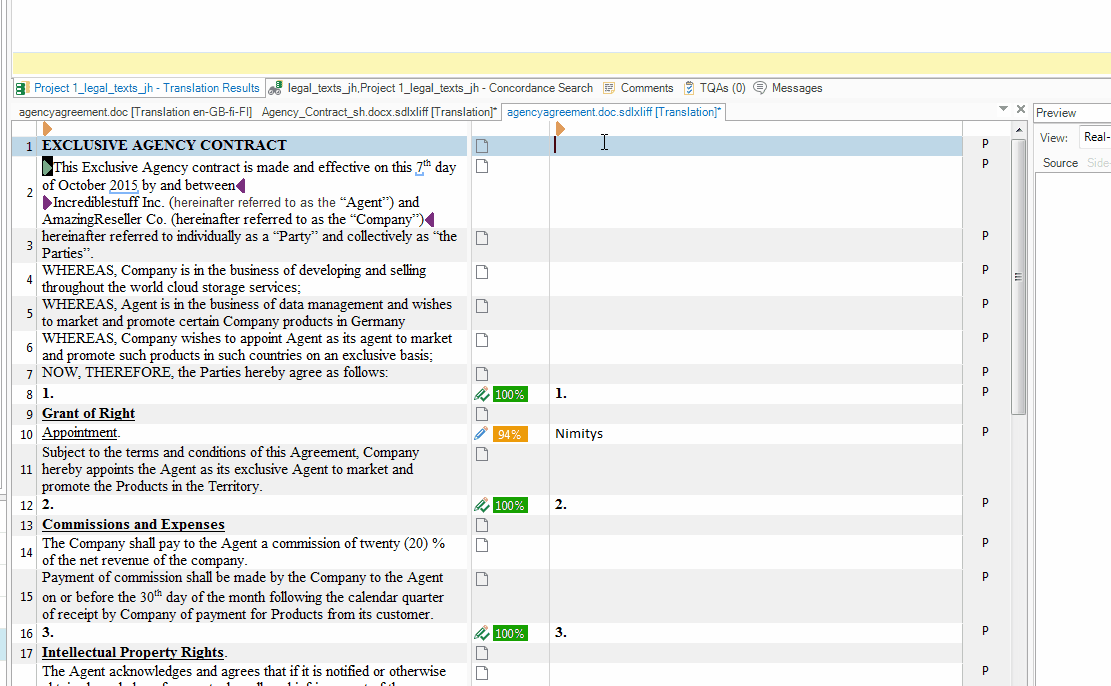 Project 1_legal_texts_jh - Translation Results legal_texts_jh,Project 1_legal_texts_jh - Concordance Search Comments TQAs (0) Messages
agencyagreement.doc [Translation en-GB-fi-FI] Agency_Contract_sh.docx.sdlxliff [Translation]* agencyagreement.doc.sdlxliff [Translation]*
Preview
View: Real-
Source Side-
1 EXCLUSIVE AGENCY CONTRACT P
2 This Exclusive Agency contract is made and effective on this 7th day P
of October 2015 by and between
Incrediblestuff Inc. (hereinafter referred to as the “Agent”) and
AmazingReseller Co. (hereinafter referred to as the “Company”)
3 hereinafter referred to individually as a “Party” and collectively as “the P
Parties”.
4 WHEREAS, Company is in the business of developing and selling P
throughout the world cloud storage services;
5 WHEREAS, Agent is in the business of data management and wishes P
to market and promote certain Company products in Germany
6 WHEREAS, Company wishes to appoint Agent as its agent to market P
and promote such products in such countries on an exclusive basis;
7 NOW, THEREFORE, the Parties hereby agree as follows: P
8 1. 100% 1. P
9 Grant of Right
10 Appointment. 94% Nimitys P
11 Subject to the terms and conditions of this Agreement, Company
hereby appoints the Agent as its exclusive Agent to market and
promote the Products in the Territory.
12 2. 100% 2. P
13 Commissions and Expenses
14 The Company shall pay to the Agent a commission of twenty (20) % P
of the net revenue of the company.
15 Payment of commission shall be made by the Company to the Agent P
on or before the 30th day of the month following the calendar quarter
of receipt by Company of payment for Products from its customer.
16 3. 100% 3. P
17 Intellectual Property Rights.
The Agent acknowledges and agrees that if it is notified or otherwise P